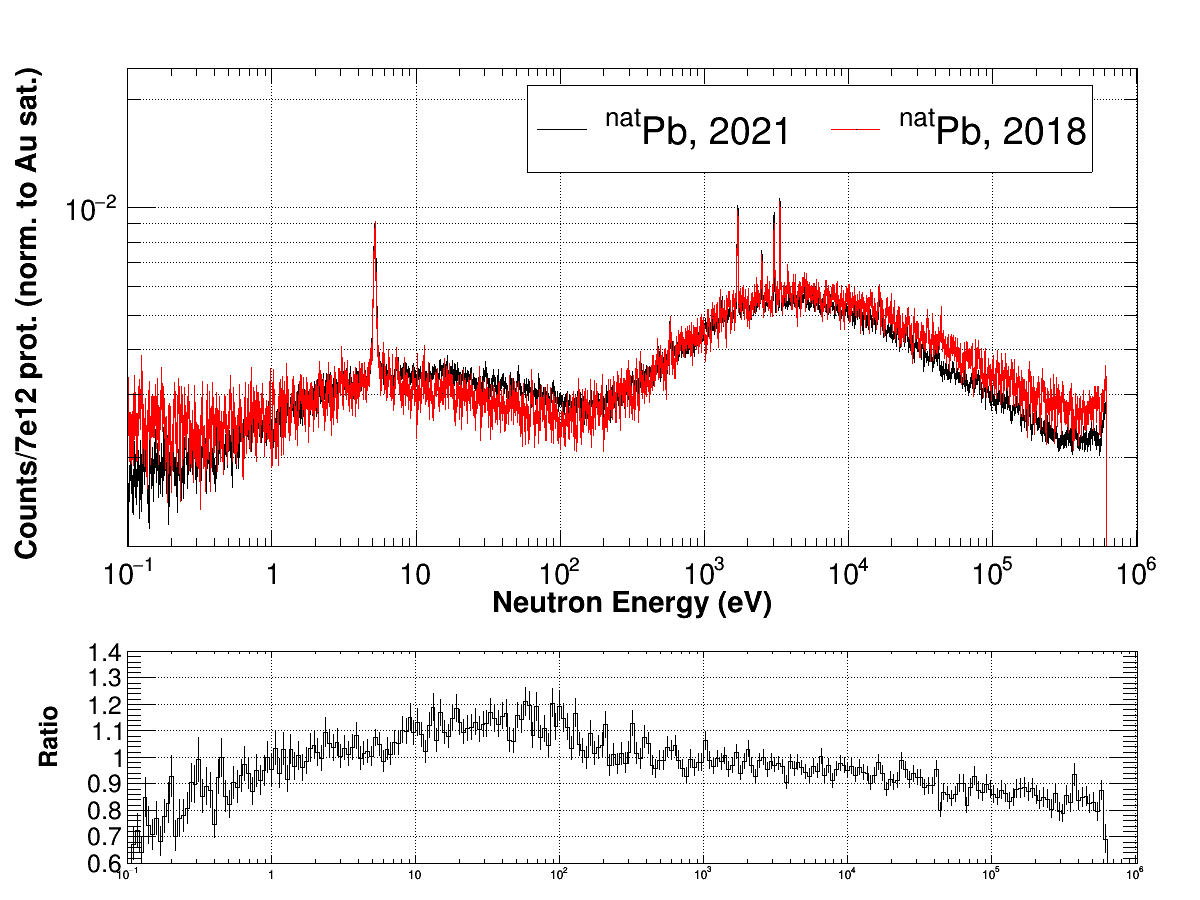 Counts/7e12 prot. (norm. to Au sat.)
natPb, 2021 natPb, 2018
10−2
10−1 1 10 102 103 104 105 106
Neutron Energy (eV)
Ratio
1.4
1.3
1.2
1.1
1
0.9
0.8
0.7
0.6
10−1 1 10 102 103 104 105 106